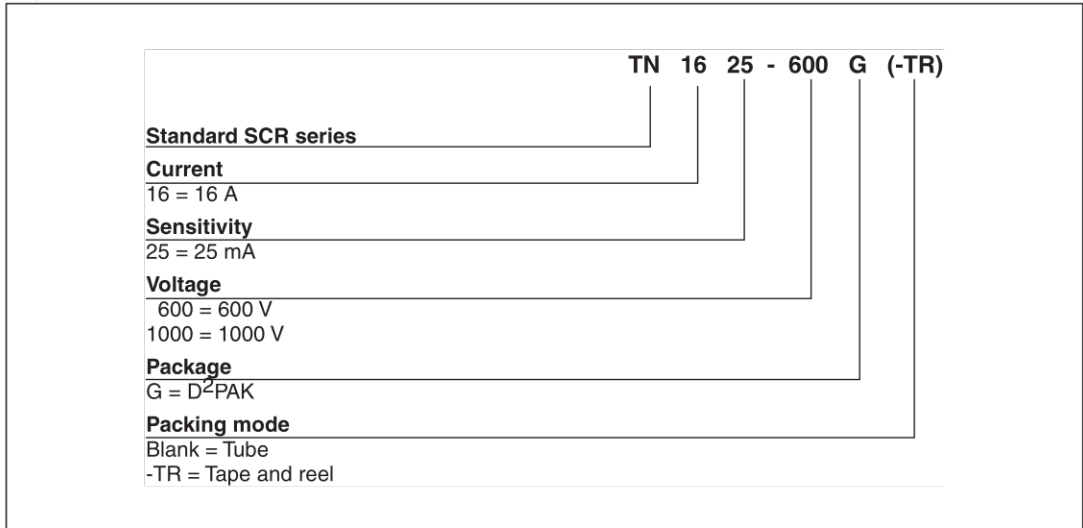 TN 16 25 - 600 G (-TR)
Standard SCR series
Current
16 = 16 A
Sensitivity
25 = 25 mA
Voltage
600 = 600 V
1000 = 1000 V
Package
G = D²PAK
Packing mode
Blank = Tube
-TR = Tape and reel